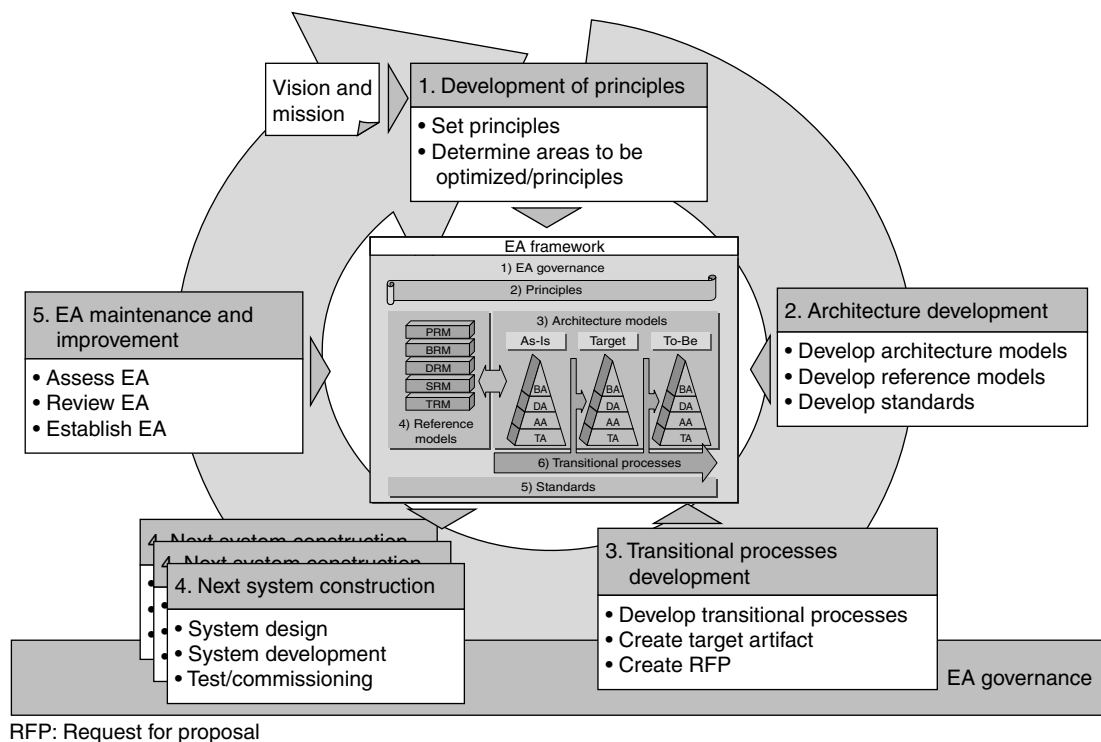 Vision and
mission
1. Development of principles
• Set principles
• Determine areas to be
optimized/principles
EA framework
1) EA governance
2) Principles
PRM
BRM
DRM
SRM
TRM
4) Reference
models
3) Architecture models
As-Is
Target
To-Be
BA
DA
AA
TA
BA
DA
AA
TA
BA
DA
AA
TA
6) Transitional processes
5) Standards
2. Architecture development
• Develop architecture models
• Develop reference models
• Develop standards
5. EA maintenance and
improvement
• Assess EA
• Review EA
• Establish EA
4. Next system construction
4. Next system construction
4. Next system construction
• System design
• System development
• Test/commissioning
3. Transitional processes
development
• Develop transitional processes
• Create target artifact
• Create RFP
EA governance
RFP: Request for proposal